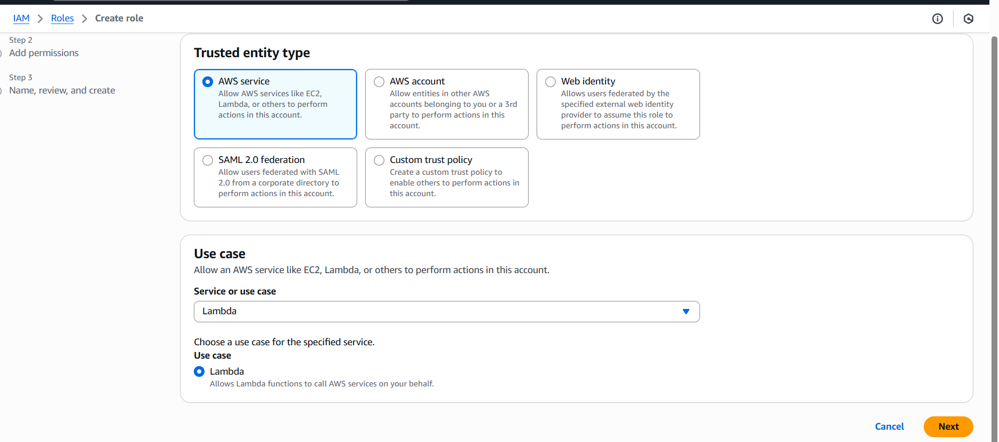 IAM > Roles > Create role
Step 2
Add permissions
Step 3
Name, review, and create
Trusted entity type
AWS service
Allow AWS services like EC2,
Lambda, or others to perform
actions in this account.
AWS account
Allow entities in other AWS
accounts belonging to you or a 3rd
party to perform actions in this
account.
Web identity
Allows users federated by the
specified external web identity
provider to assume this role to
perform actions in this account.
SAML 2.0 federation
Allow users federated with SAML
2.0 from a corporate directory to
perform actions in this account.
Custom trust policy
Create a custom trust policy to
enable others to perform actions in
this account.
Use case
Allow an AWS service like EC2, Lambda, or others to perform actions in this account.
Service or use case
Lambda
Choose a use case for the specified service.
Use case
Lambda
Allows Lambda functions to call AWS services on your behalf.
Cancel
Next